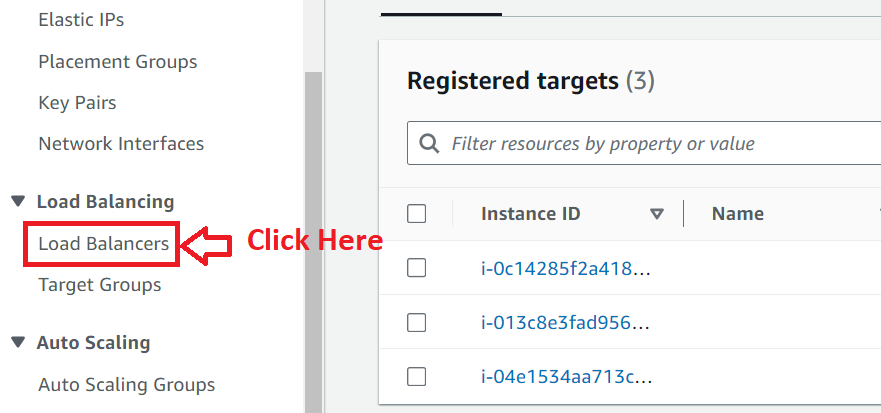 Elastic IPs
Placement Groups
Key Pairs
Network Interfaces
Load Balancing
Load Balancers
Click Here
Target Groups
Auto Scaling
Auto Scaling Groups
Registered targets (3)
Filter resources by property or value
Instance ID Name
i-0c14285f2a418...
i-013c8e3fad956...
i-04e1534aa713c...